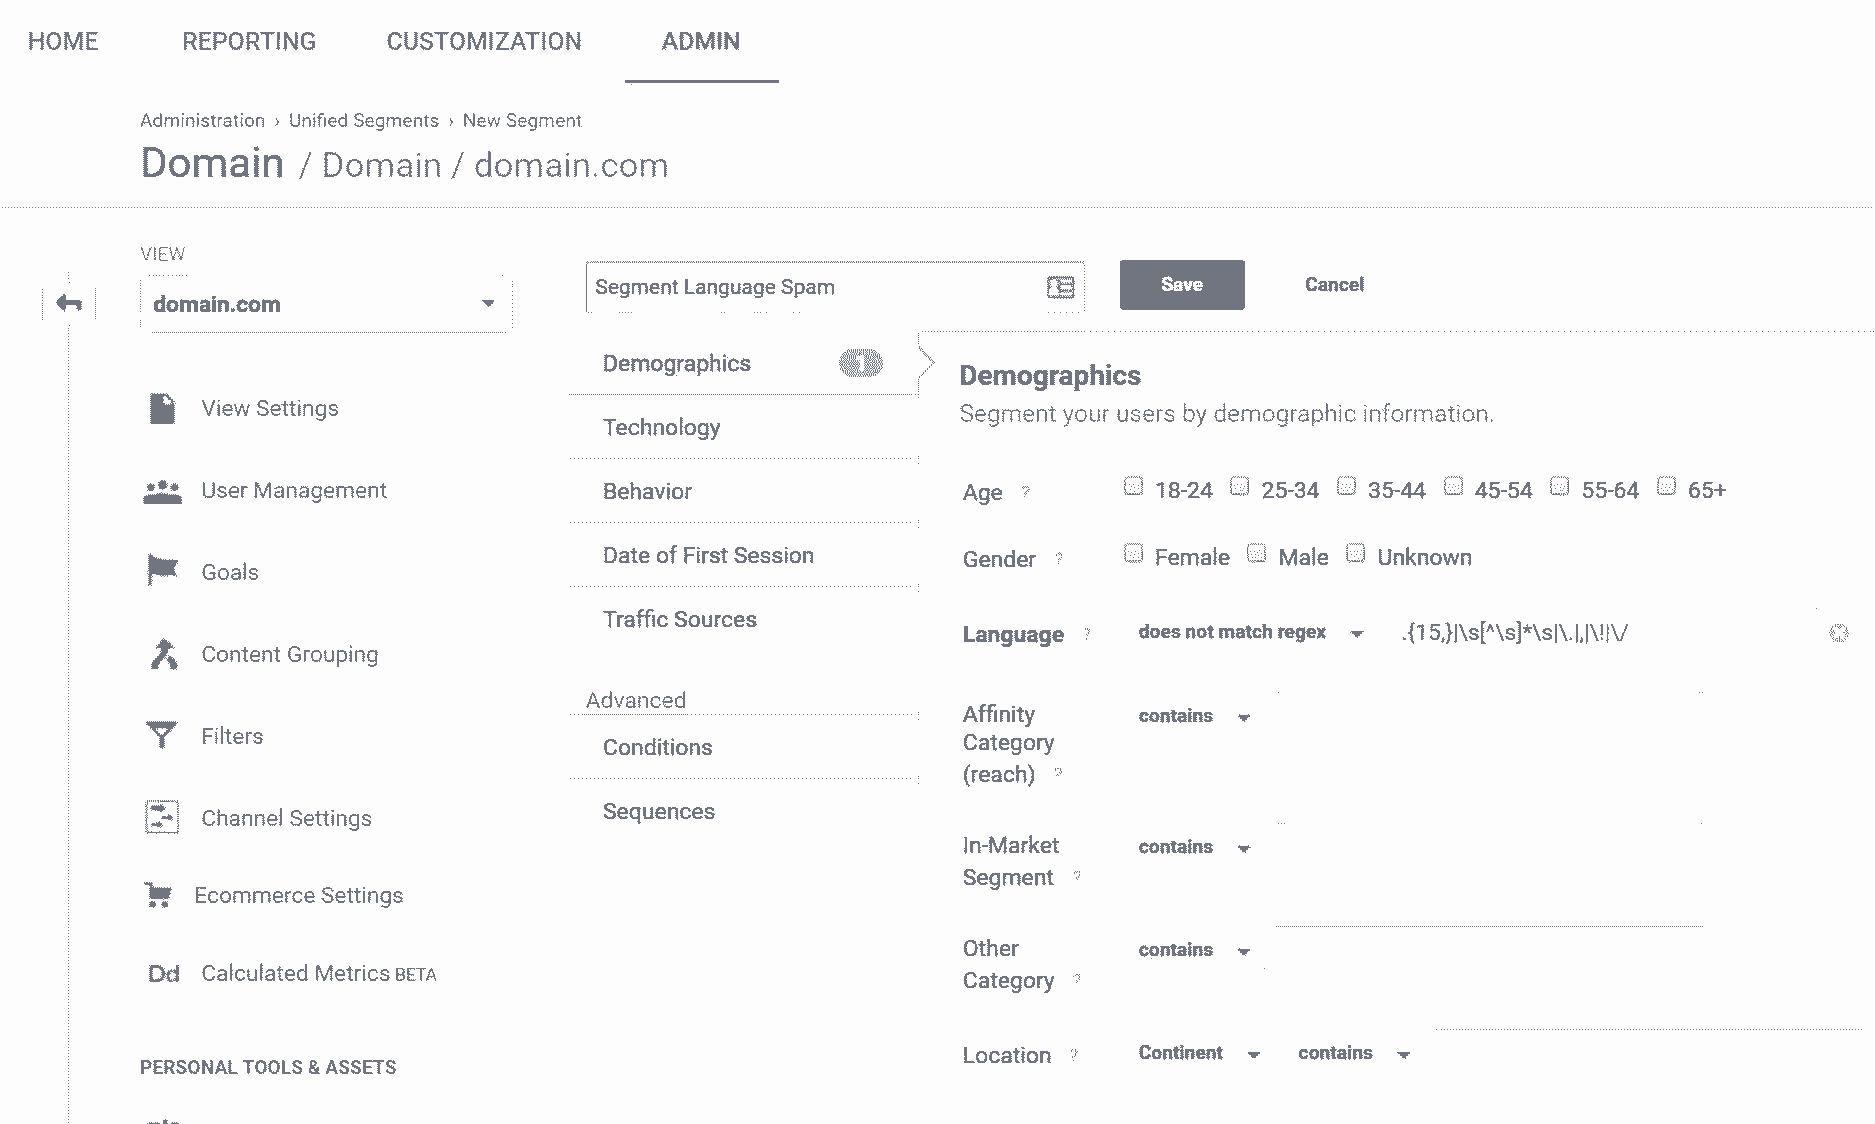 HOME REPORTING CUSTOMIZATION ADMIN
Administration › Unified Segments › New Segment
Domain / Domain / domain.com
VIEW
domain.com
View Settings
User Management
Goals
Content Grouping
Filters
Channel Settings
Ecommerce Settings
Dd Calculated Metrics BETA
PERSONAL TOOLS & ASSETS
Segment Language Spam
Save Cancel
Demographics 1
Technology
Behavior
Date of First Session
Traffic Sources
Advanced
Conditions
Sequences
Demographics
Segment your users by demographic information.
Age ? 18-24 25-34 35-44 45-54 55-64 65+
Gender ? Female Male Unknown
Language ? does not match regex .{15,}|\s[^\s]*\s|\.|,|\!|\/
Affinity contains
Category
(reach) ?
In-Market contains
Segment ?
Other contains
Category ?
Location ? Continent contains